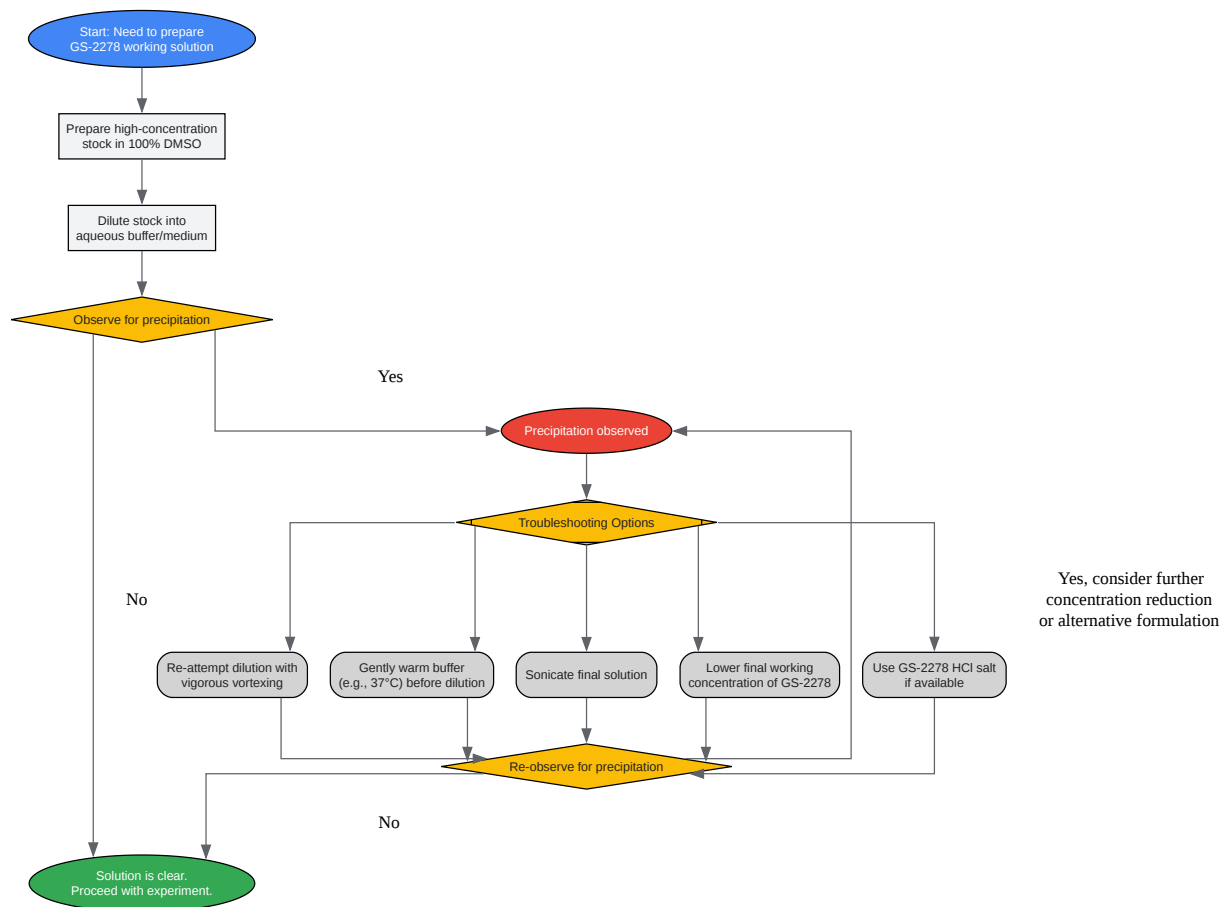 Start: Need to prepare
GS-2278 working solution
Prepare high-concentration
stock in 100% DMSO
Dilute stock into
aqueous buffer/medium
Observe for precipitation
Yes
Precipitation observed
Troubleshooting Options
No
Yes, consider further
concentration reduction
or alternative formulation
Re-attempt dilution with
vigorous vortexing
Gently warm buffer
(e.g., 37°C) before dilution
Sonicate final solution
Lower final working
concentration of GS-2278
Use GS-2278 HCl salt
if available
Re-observe for precipitation
No
Solution is clear.
Proceed with experiment.